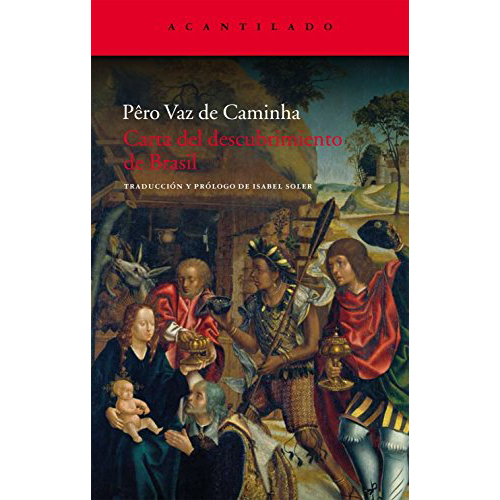 ACANTILADO
Pêro Vaz de Caminha
Carta del descubrimiento
de Brasil
TRADUCCIÓN Y PRÓLOGO DE ISABEL SOLER